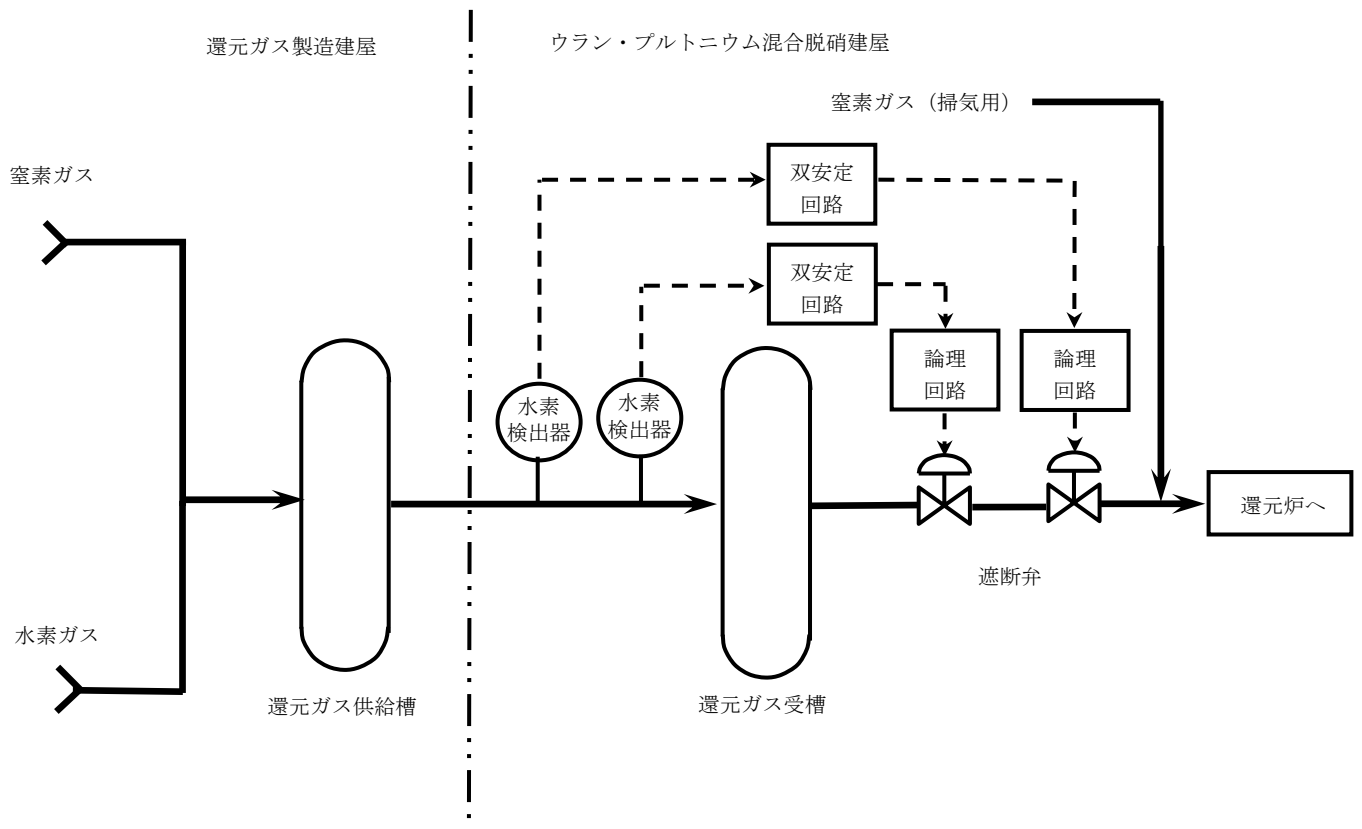 還元ガス製造建屋
ウラン・プルトニウム混合脱硝建屋
窒素ガス（掃気用）
窒素ガス
双安定
回路
双安定
回路
論理
回路
論理
回路
水素
検出器
水素
検出器
還元炉へ
遮断弁
水素ガス
還元ガス供給槽
還元ガス受槽